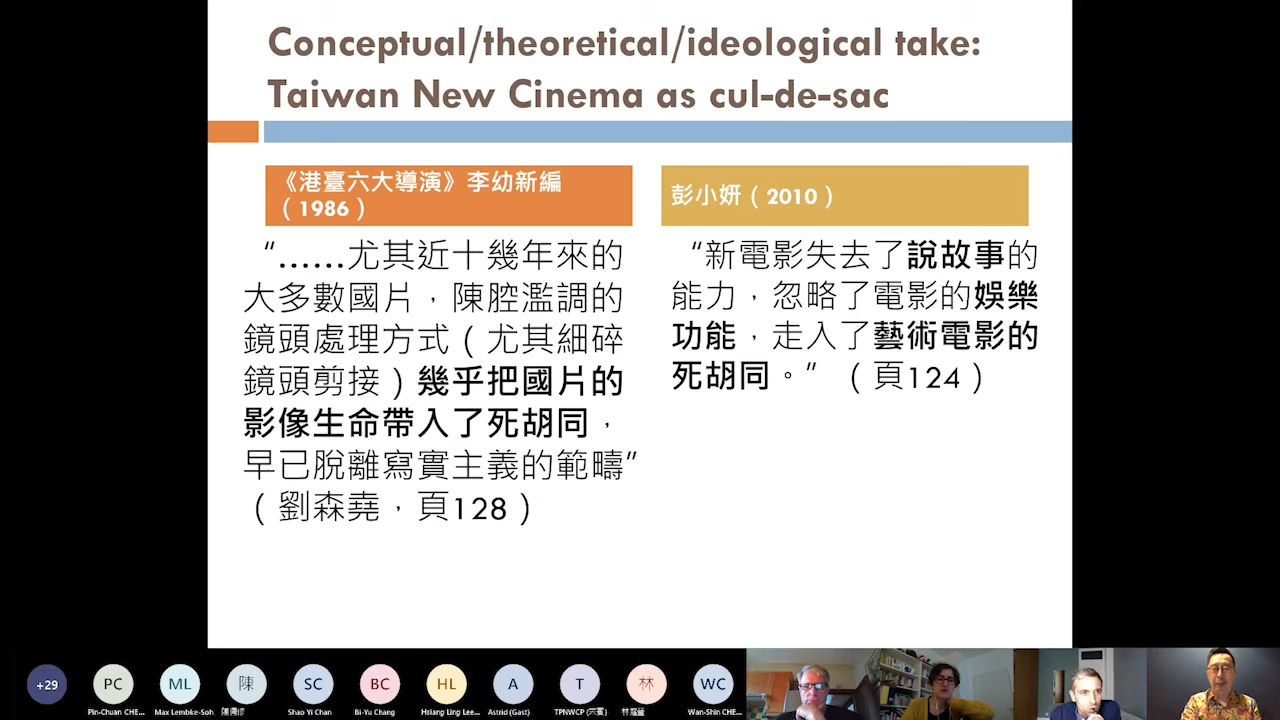 Conceptual/theoretical/ideological take:
Taiwan New Cinema as cul-de-sac
《港臺六大導演》李幼新編
（1986）
“……尤其近十幾年來的
大多數國片，陳腔濫調的
鏡頭處理方式（尤其細碎
鏡頭剪接）幾乎把國片的
影像生命帶入了死胡同，
早已脫離寫實主義的範疇”
（劉森堯，頁128）
彭小妍（2010）
“新電影失去了說故事的
能力，忽略了電影的娛樂
功能，走入了藝術電影的
死胡同。”（頁124）
+29
PC
ML
陳
SC
BC
HL
A
T
林
WC
Pin-Chuan CHE...
Max Lembke-Soh
Shao Yi Chan
Bi-Yu Chang
Hsiang Ling Lee...
Astrid (Gast)
Wan-Shin CHE...